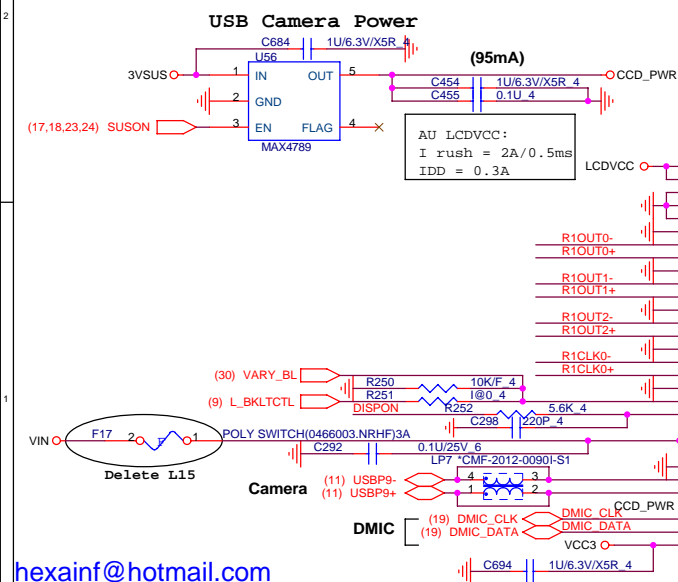 2
USB Camera Power
C684 1U/6.3V/X5R_4
U56
(95mA)
3VSUS 1 IN OUT 5 CCD_PWR
C454 1U/6.3V/X5R_4
C455 0.1U_4
2 GND
(17,18,23,24) SUSON 3 EN FLAG 4
MAX4789
AU LCDVCC:
I rush = 2A/0.5ms
IDD = 0.3A
LCDVCC
R1OUT0-
R1OUT0+
R1OUT1-
R1OUT1+
R1OUT2-
R1OUT2+
R1CLK0-
R1CLK0+
1
(30) VARY_BL
R250 10K/F_4
(9) L_BKLTCTL R251 I@0_4
DISPON R252 5.6K_4
C298 220P_4
VIN F17 2 F 1 POLY SWITCH(0466003.NRHF)3A
C292 0.1U/25V_6
Delete L15
LP7 *CMF-2012-0090I-S1
Camera (11) USBP9- 4 3
(11) USBP9+ 1 2
CCD_PWR
DMIC (19) DMIC_CLK DMIC_CLK
(19) DMIC_DATA DMIC_DATA
VCC3
C694 1U/6.3V/X5R_4
hexainf@hotmail.com